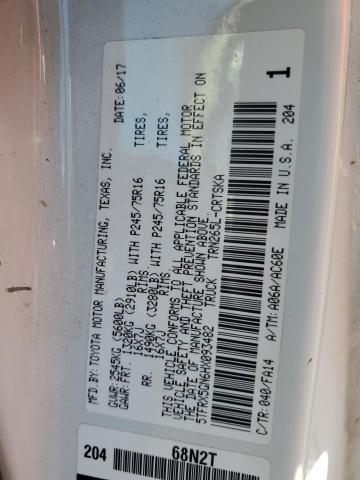 MFD.BY: TOYOTA MOTOR MANUFACTURING, TEXAS, INC. DATE: 06/17
GVWR: 2545KG (5600LB)
GAWR:FRT. 1320KG (2910LB) WITH P245/75R16 TIRES,
16X7J RIMS
RR. 1490KG (3280LB) WITH P245/75R16 TIRES,
16X7J RIMS
THIS VEHICLE CONFORMS TO ALL APPLICABLE FEDERAL MOTOR
VEHICLE SAFETY AND THEFT PREVENTION STANDARDS IN EFFECT ON
THE DATE OF MANUFACTURE SHOWN ABOVE.
5TFRX5GN6HX093482 TRUCK TRN265L-CRTSKA 1
C/TR:040/FA14 A/TM:A06A/AC60E MADE IN U.S.A. 204
204 68N2T